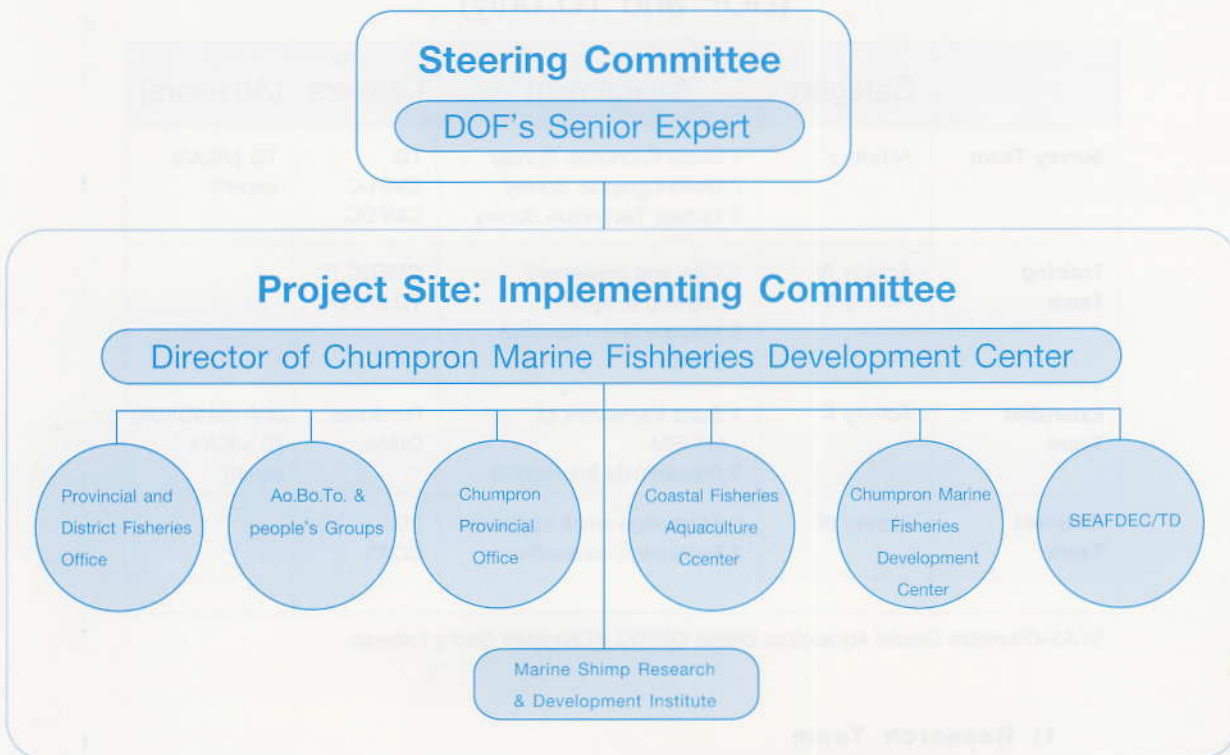 Steering Committee
DOF's Senior Expert
Project Site: Implementing Committee
Director of Chumpron Marine Fishheries Development Center
Provincial and
District Fisheries
Office
Ao.Bo.To. &
people's Groups
Chumpron
Provincial
Office
Coastal Fisheries
Aquaculture
Ccenter
Chumpron Marine
Fisheries
Development
Center
SEAFDEC/TD
Marine Shimp Research
& Development Institute